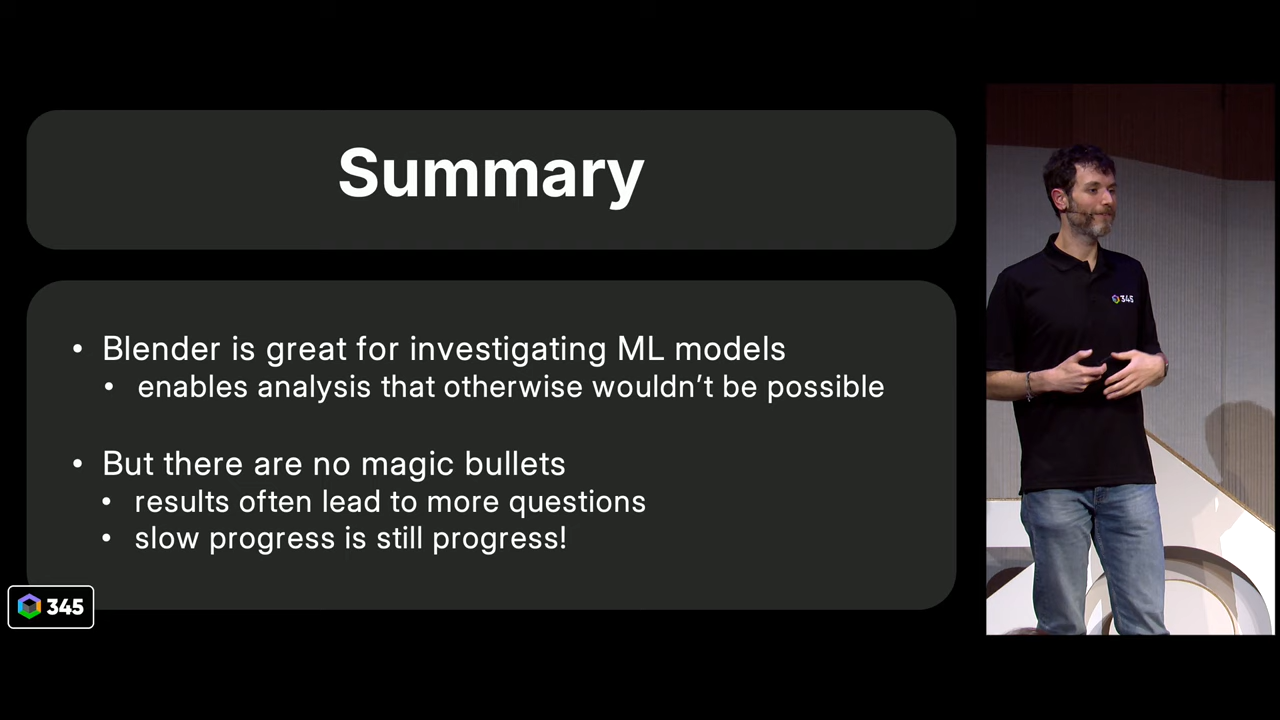 Summary
• Blender is great for investigating ML models
• enables analysis that otherwise wouldn’t be possible
• But there are no magic bullets
• results often lead to more questions
• slow progress is still progress!
345
345